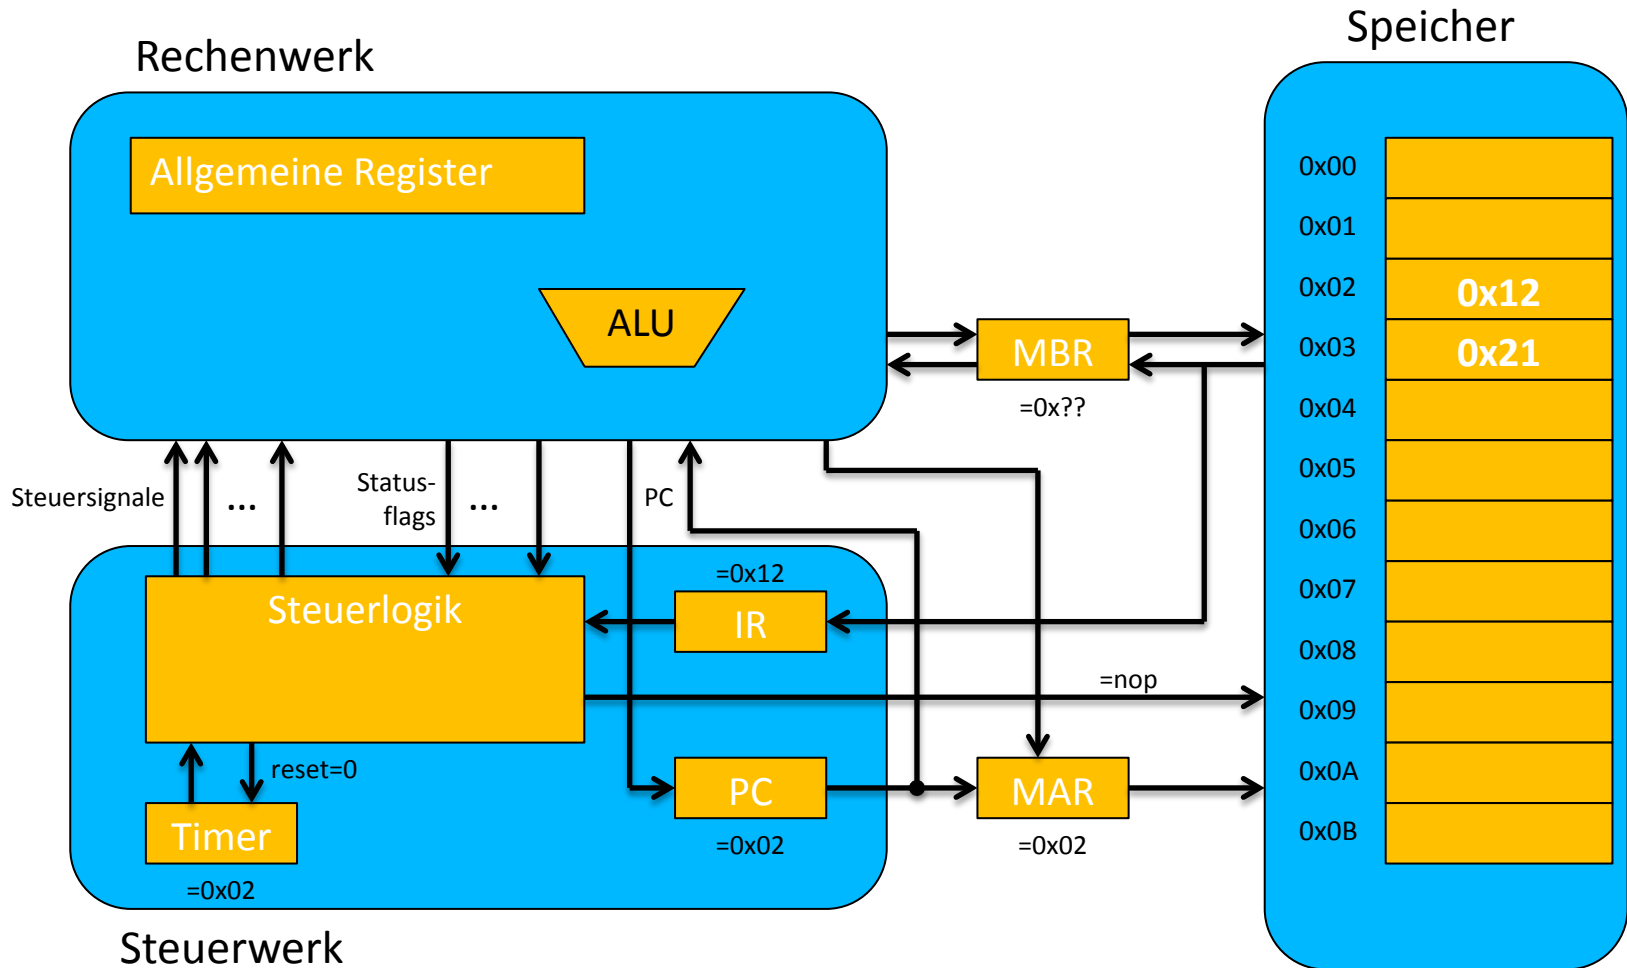 Speicher
Rechenwerk
Allgemeine Register
ALU
MBR
=0x??
0x00
0x01
0x02
0x12
0x03
0x21
0x04
0x05
0x06
0x07
0x08
0x09
0x0A
0x0B
Steuersignale
...
Status-
flags
...
PC
=0x12
Steuerlogik
IR
=nop
reset=0
PC
MAR
Timer
=0x02
=0x02
=0x02
Steuerwerk